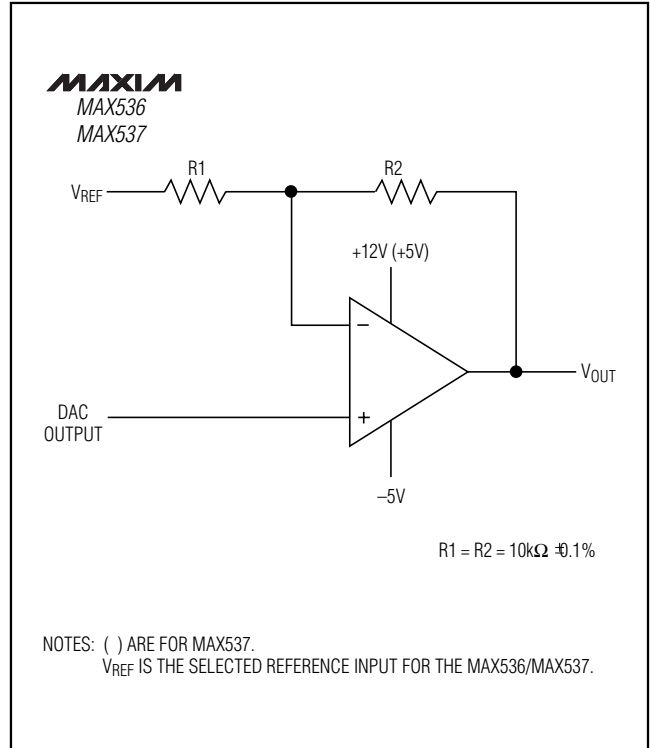 MAXIM
MAX536
MAX537
R1
R2
VREF
+12V (+5V)
−
VOUT
DAC
OUTPUT
+
–5V
R1 = R2 = 10kΩ ±0.1%
NOTES: ( ) ARE FOR MAX537.
VREF IS THE SELECTED REFERENCE INPUT FOR THE MAX536/MAX537.